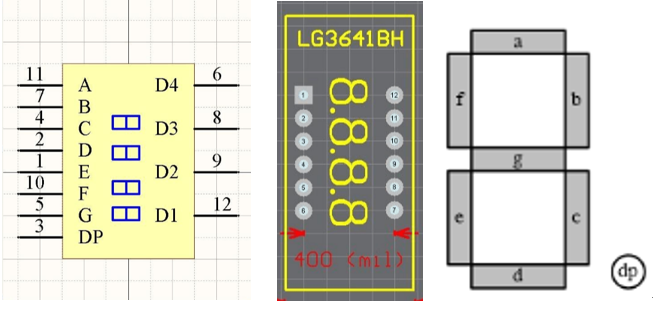 11 A D4 6
7 B
4 C D3 8
2 D
1 E D2 9
10 F
5 G D1 12
3 DP
LG3641BH
1 12
2 11
3 10
4 9
5 8
6 7
8.8.8.8
400 (mil)
a
f b
g
e c
d
dp